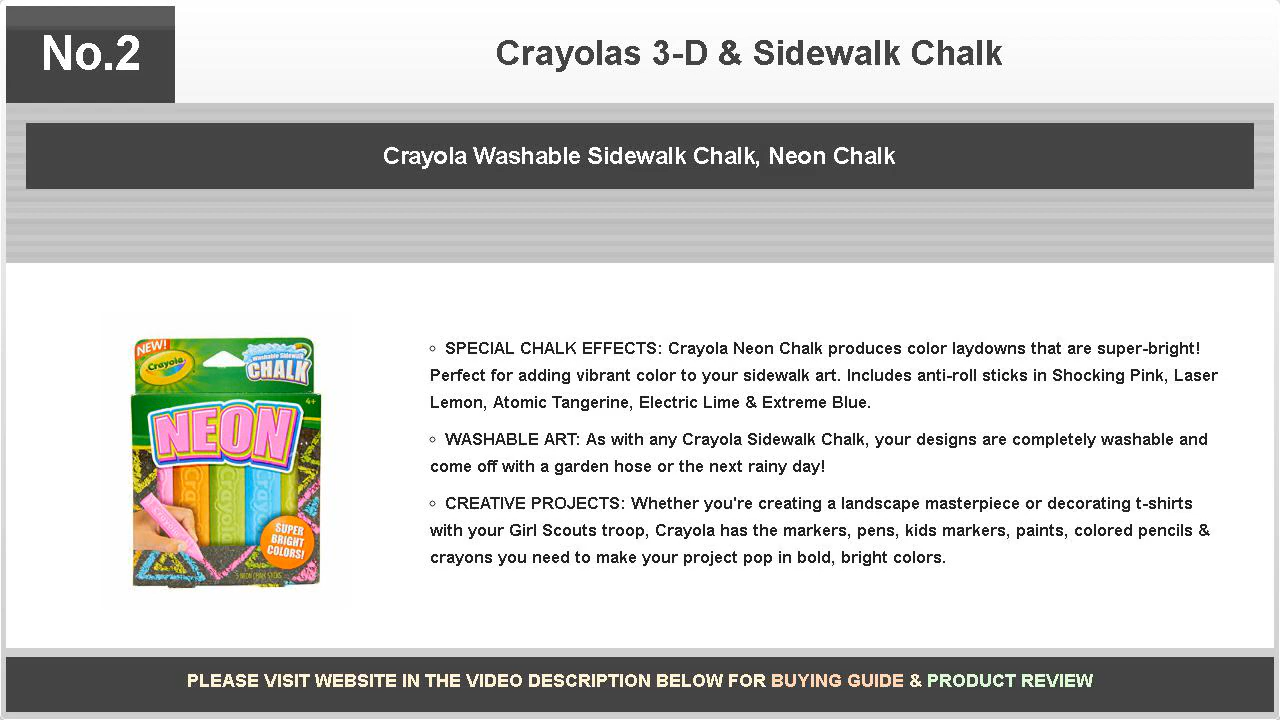 No.2
Crayolas 3-D & Sidewalk Chalk
Crayola Washable Sidewalk Chalk, Neon Chalk
NEW!
Crayola
Washable Sidewalk
CHALK
4+
NEON
SUPER
BRIGHT
COLORS!
5 NEON CHALK STICKS
SPECIAL CHALK EFFECTS: Crayola Neon Chalk produces color laydowns that are super-bright!
Perfect for adding vibrant color to your sidewalk art. Includes anti-roll sticks in Shocking Pink, Laser
Lemon, Atomic Tangerine, Electric Lime & Extreme Blue.
WASHABLE ART: As with any Crayola Sidewalk Chalk, your designs are completely washable and
come off with a garden hose or the next rainy day!
CREATIVE PROJECTS: Whether you're creating a landscape masterpiece or decorating t-shirts
with your Girl Scouts troop, Crayola has the markers, pens, kids markers, paints, colored pencils &
crayons you need to make your project pop in bold, bright colors.
PLEASE VISIT WEBSITE IN THE VIDEO DESCRIPTION BELOW FOR BUYING GUIDE & PRODUCT REVIEW